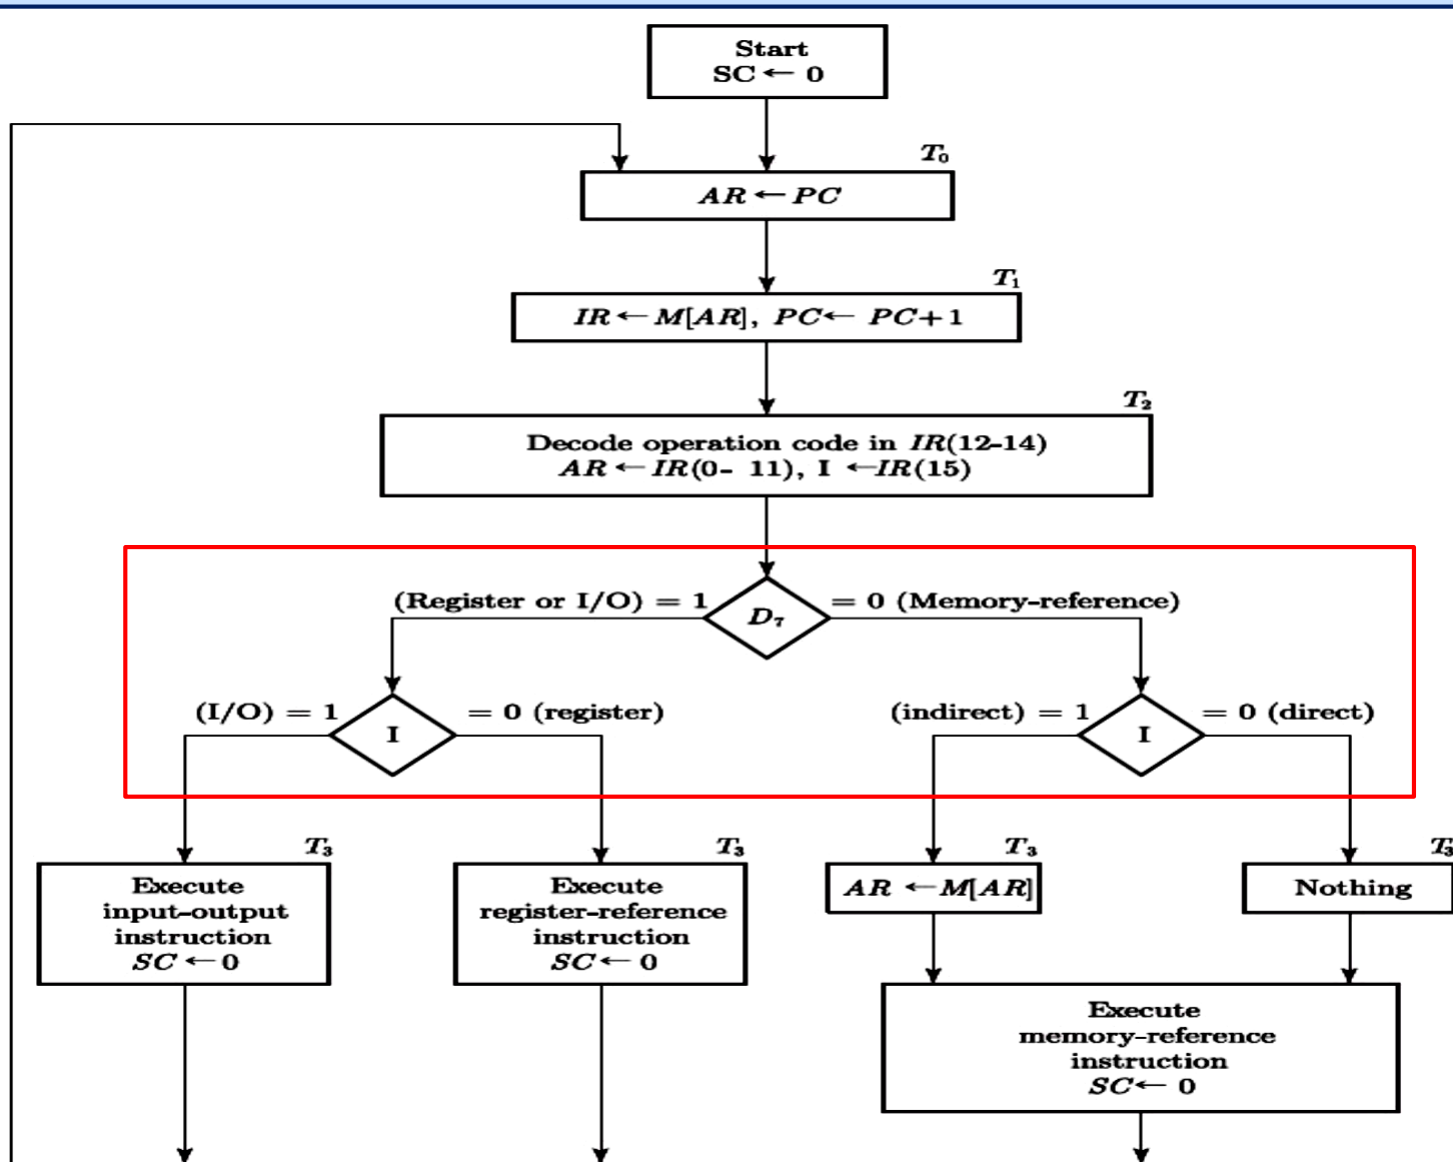 Start
SC ← 0
T₀
AR ← PC
T₁
IR ← M[AR], PC ← PC + 1
T₂
Decode operation code in IR(12-14)
AR ← IR(0- 11), I ← IR(15)
(Register or I/O) = 1
D₇
= 0 (Memory-reference)
(I/O) = 1
I
= 0 (register)
(indirect) = 1
I
= 0 (direct)
T₃
Execute
input-output
instruction
SC ← 0
T₃
Execute
register-reference
instruction
SC ← 0
T₃
AR ← M[AR]
T₃
Nothing
Execute
memory-reference
instruction
SC ← 0